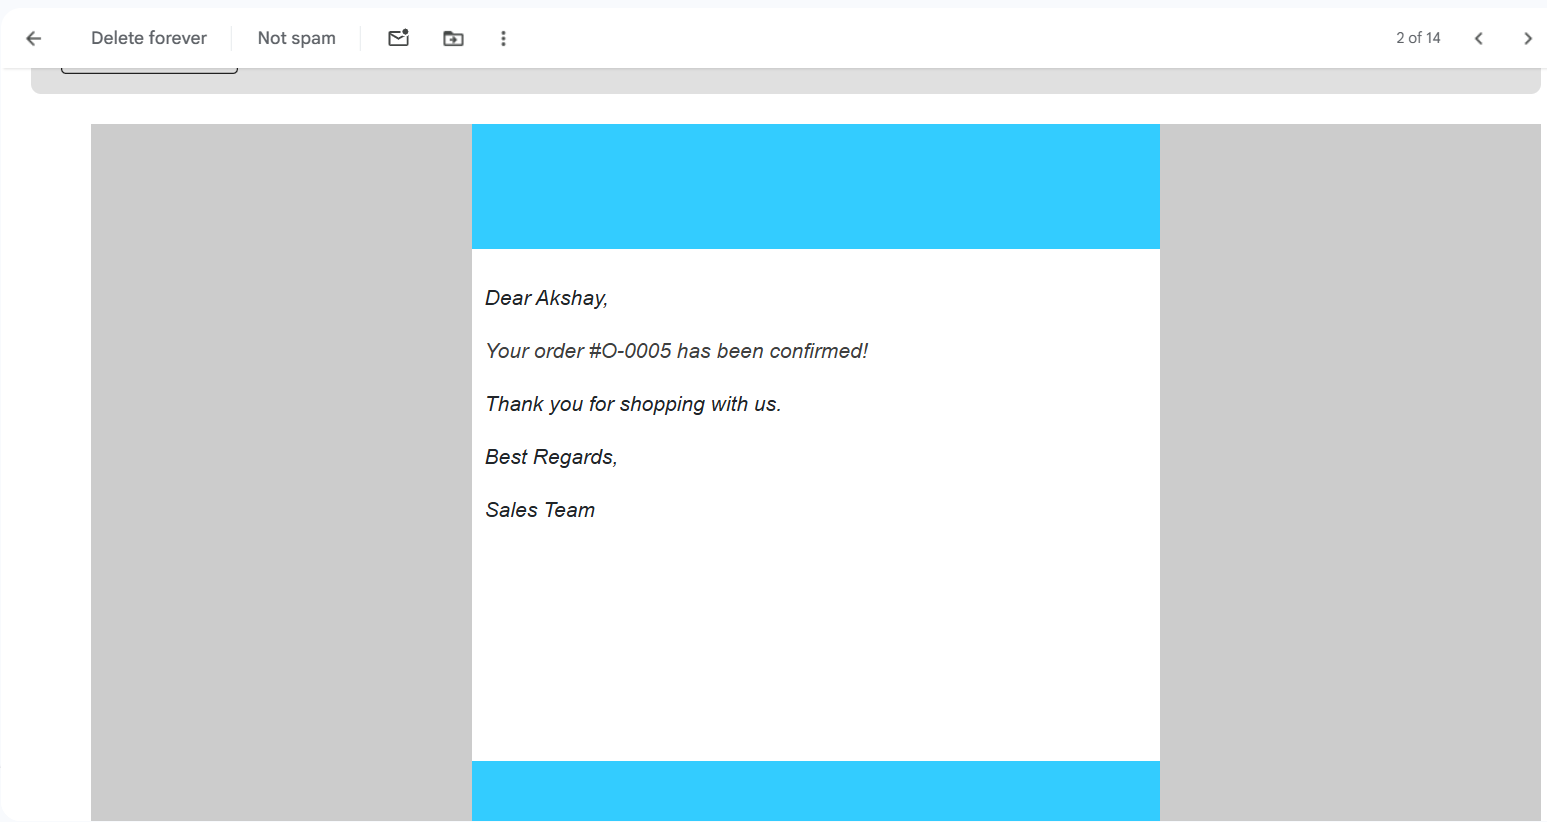 Delete forever
Not spam
2 of 14
Dear Akshay,
Your order #O-0005 has been confirmed!
Thank you for shopping with us.
Best Regards,
Sales Team